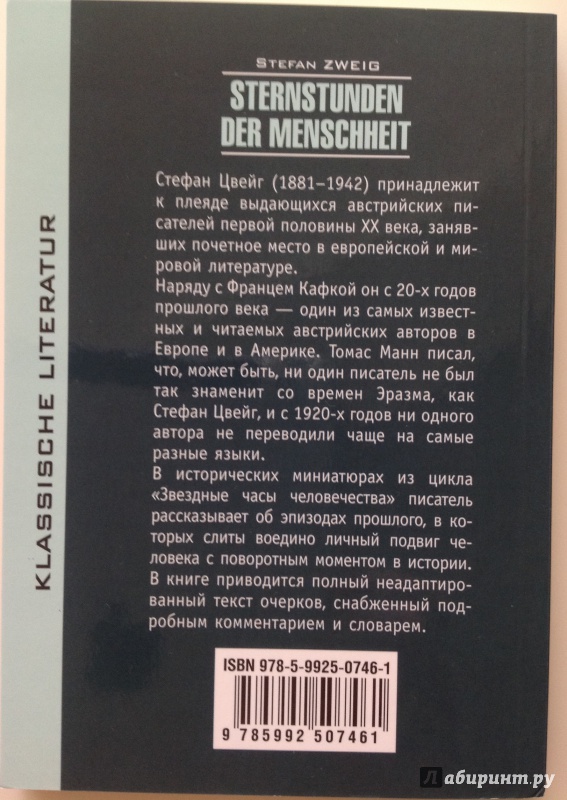 STEFAN ZWEIG
STERNSTUNDEN
DER MENSCHHEIT
Стефан Цвейг (1881–1942) принадлежит
к плеяде выдающихся австрийских пи-
сателей первой половины XX века, заняв-
ших почетное место в европейской и ми-
ровой литературе.
Наряду с Францем Кафкой он с 20-х годов
прошлого века — один из самых извест-
ных и читаемых австрийских авторов в
Европе и в Америке. Томас Манн писал,
что, может быть, ни один писатель не был
так знаменит со времен Эразма, как
Стефан Цвейг, и с 1920-х годов ни одного
автора не переводили чаще на самые
разные языки.
В исторических миниатюрах из цикла
«Звездные часы человечества» писатель
рассказывает об эпизодах прошлого, в ко-
торых слиты воедино личный подвиг че-
ловека с поворотным моментом в истории.
В книге приводится полный неадаптиро-
ванный текст очерков, снабженный под-
робным комментарием и словарем.
KLASSISCHE LITERATUR
ISBN 978-5-9925-0746-1
9 785992 507461
лабиринт.ру